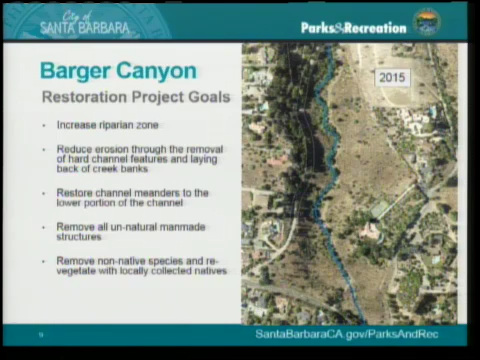 City of
SANTA BARBARA
Parks&Recreation
Barger Canyon
Restoration Project Goals
2015
• Increase riparian zone
• Reduce erosion through the removal
of hard channel features and laying
back of creek banks
• Restore channel meanders to the
lower portion of the channel
• Remove all un-natural manmade
structures
• Remove non-native species and re-
vegetate with locally collected natives
SantaBarbaraCA.gov/ParksAndRec